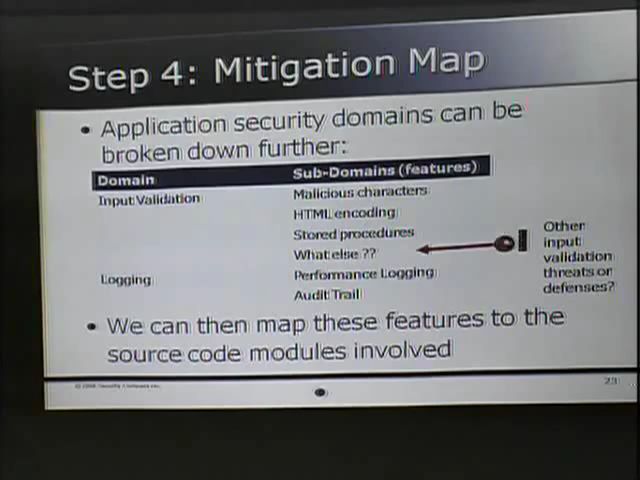 Step 4: Mitigation Map
• Application security domains can be
broken down further:
Domain Sub-Domains (features)
Input Validation Malicious characters
HTML encoding
Stored procedures
What else ??
Other
input
validation
threats or
defenses?
Logging Performance Logging
Audit Trail
• We can then map these features to the
source code modules involved
23